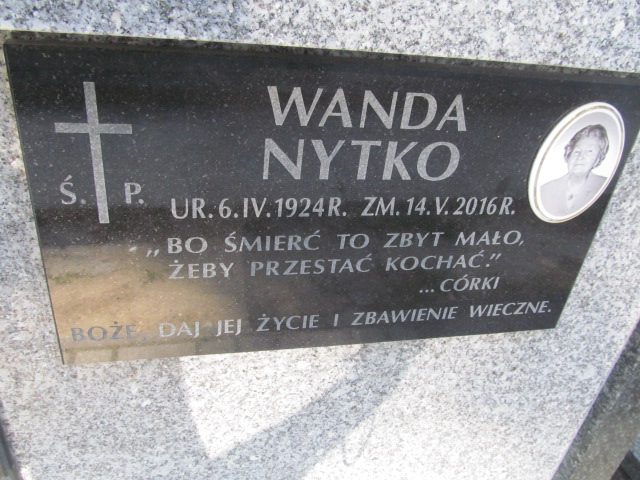 WANDA
NYTKO
Ś. P.
UR. 6. IV. 1924 R. ZM. 14. V. 2016 R.
„BO ŚMIERĆ TO ZBYT MAŁO,
ŻEBY PRZESTAĆ KOCHAĆ."
...CÓRKI
BOŻE, DAJ JEJ ŻYCIE I ZBAWIENIE WIECZNE.